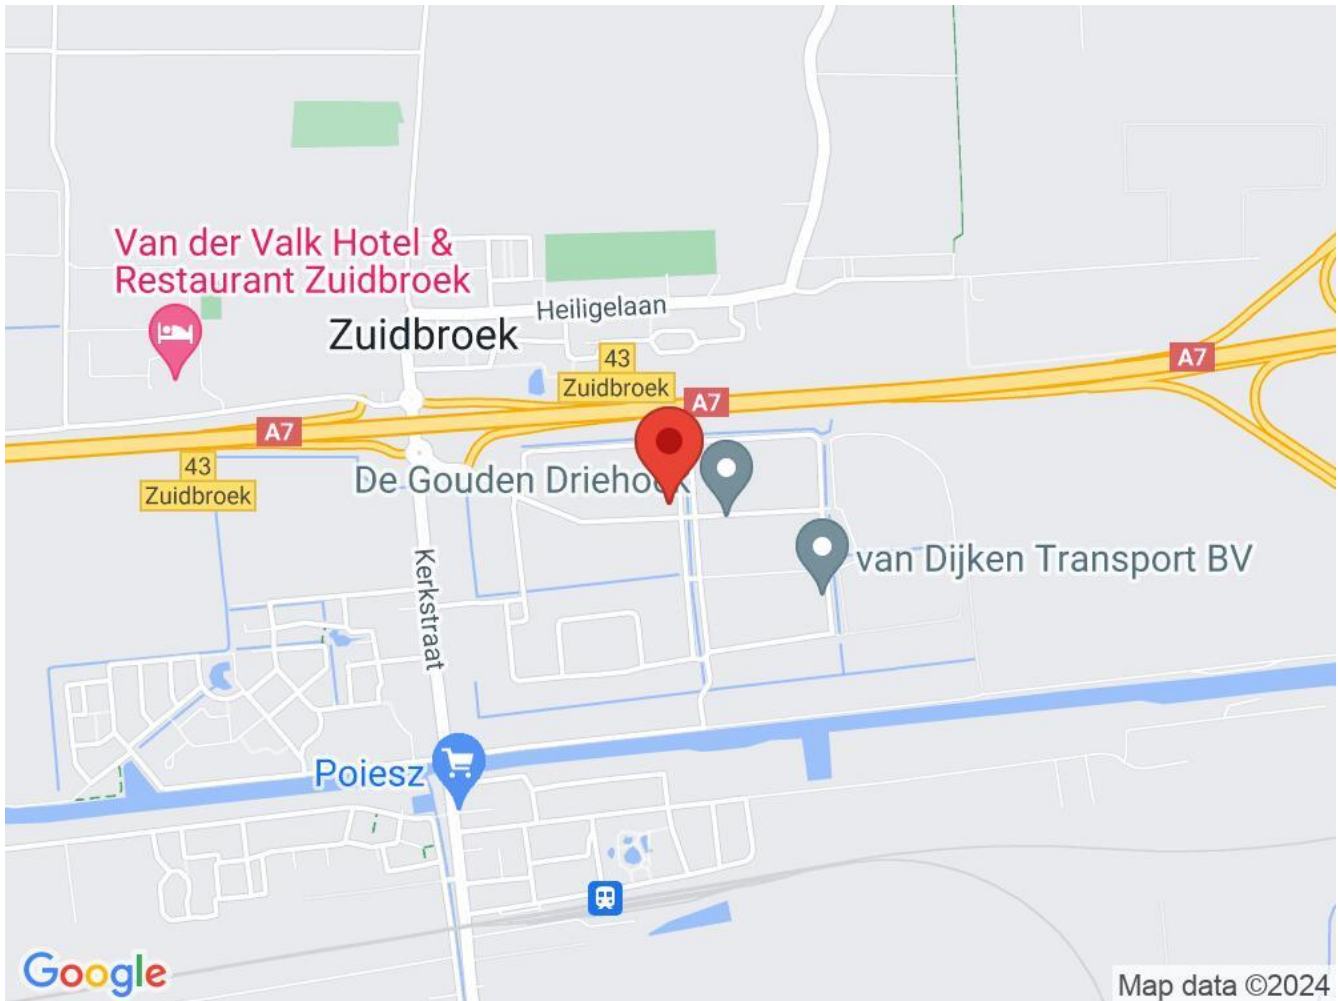 Van der Valk Hotel &
Restaurant Zuidbroek
Heiligelaan
Zuidbroek
43
Zuidbroek
A7
A7
A7
43
Zuidbroek
De Gouden Driehoek
van Dijken Transport BV
Kerkstraat
Poiesz
Google
Map data ©2024